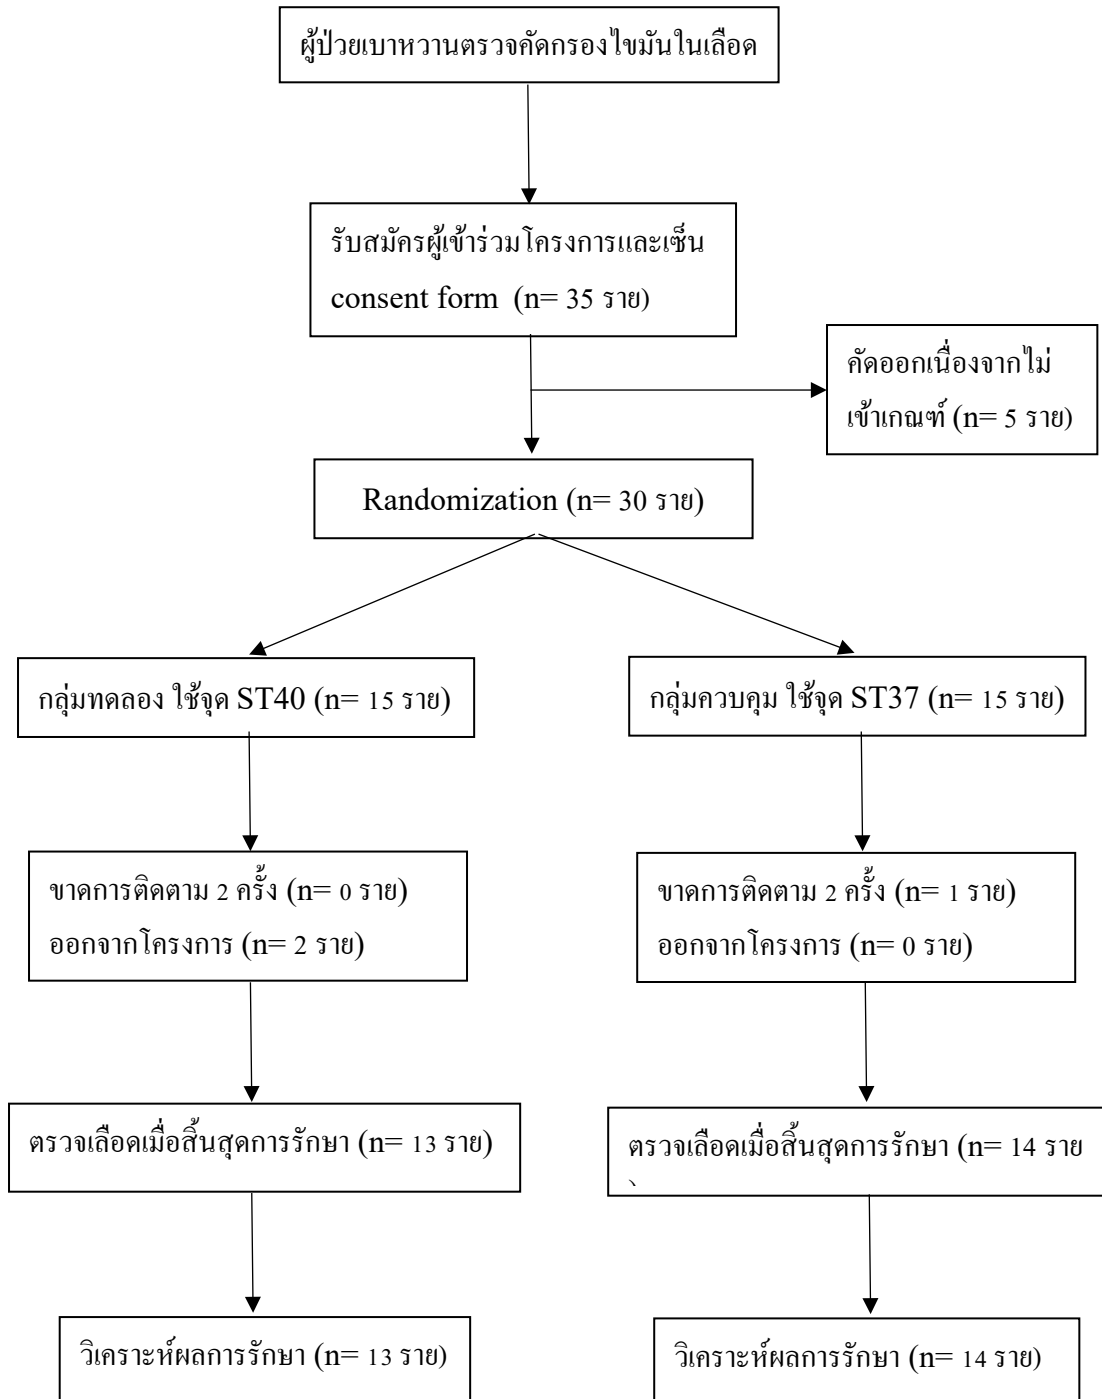 ผู้ป่วยเบาหวานตรวจคัดกรองไขมันในเลือด
รับสมัครผู้เข้าร่วมโครงการและเซ็น
consent form (n= 35 ราย)
คัดออกเนื่องจากไม่
เข้าเกณฑ์ (n= 5 ราย)
Randomization (n= 30 ราย)
กลุ่มทดลอง ใช้จุด ST40 (n= 15 ราย)
กลุ่มควบคุม ใช้จุด ST37 (n= 15 ราย)
ขาดการติดตาม 2 ครั้ง (n= 0 ราย)
ออกจากโครงการ (n= 2 ราย)
ขาดการติดตาม 2 ครั้ง (n= 1 ราย)
ออกจากโครงการ (n= 0 ราย)
ตรวจเลือดเมื่อสิ้นสุดการรักษา (n= 13 ราย)
ตรวจเลือดเมื่อสิ้นสุดการรักษา (n= 14 ราย
)
วิเคราะห์ผลการรักษา (n= 13 ราย)
วิเคราะห์ผลการรักษา (n= 14 ราย)